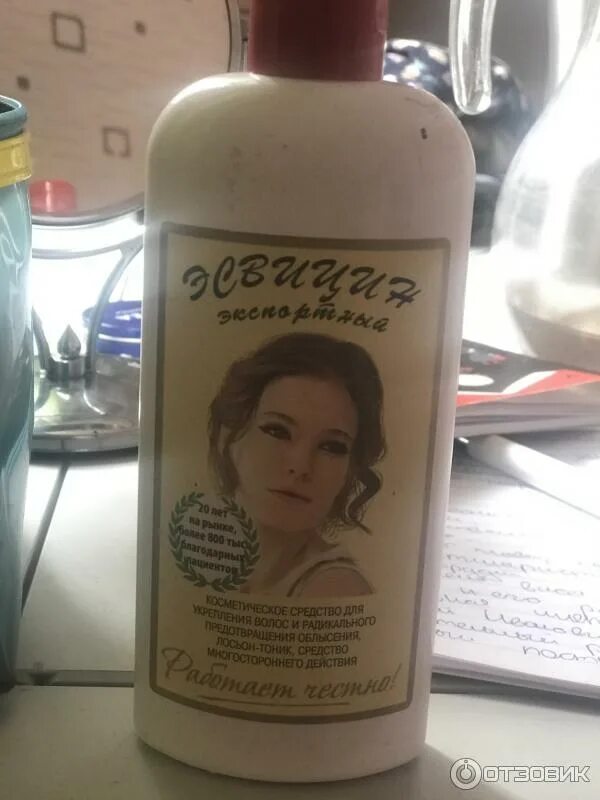 ЭСВИЦИН
экспортный
20 лет
на рынке,
более 800 тыс.
благодарных
пациентов
КОСМЕТИЧЕСКОЕ СРЕДСТВО ДЛЯ
УКРЕПЛЕНИЯ ВОЛОС И РАДИКАЛЬНОГО
ПРЕДОТВРАЩЕНИЯ ОБЛЫСЕНИЯ,
ЛОСЬОН-ТОНИК, СРЕДСТВО
МНОГОСТОРОННЕГО ДЕЙСТВИЯ
Работает честно!
ОТЗОВИК